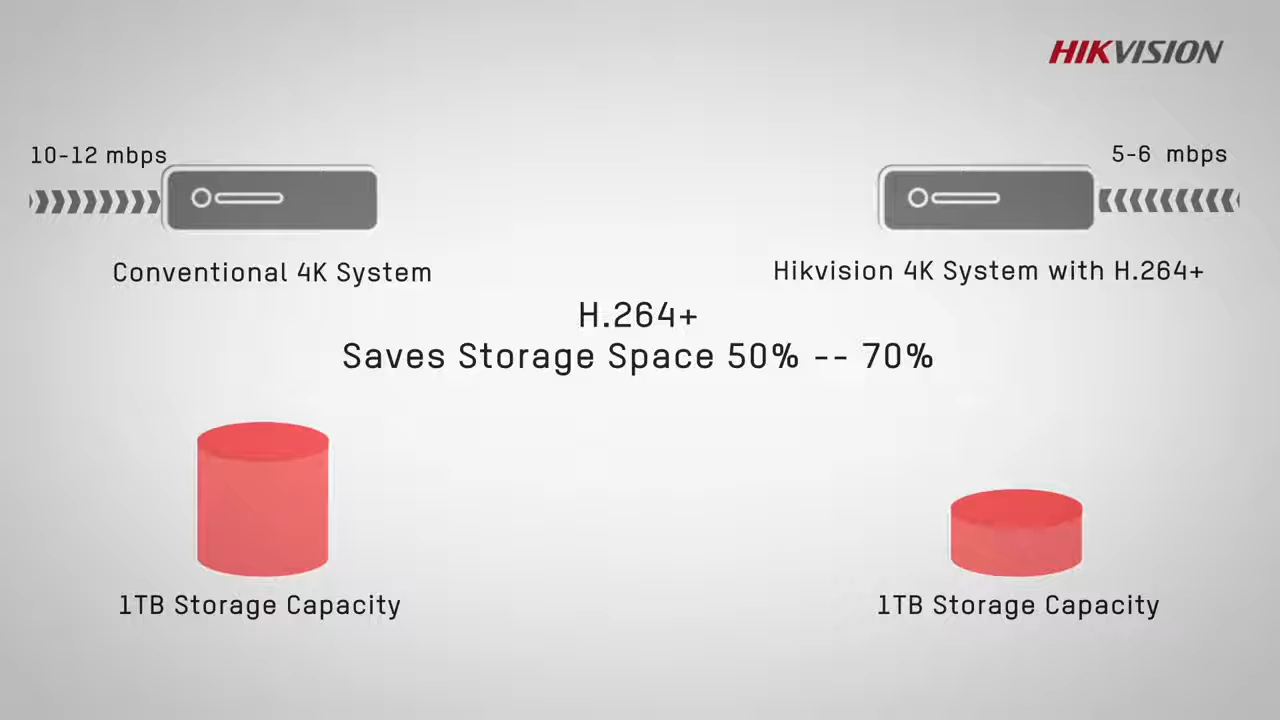 HIKVISION
10-12 mbps
5-6 mbps
Conventional 4K System
Hikvision 4K System with H.264+
H.264+
Saves Storage Space 50% -- 70%
1TB Storage Capacity
1TB Storage Capacity